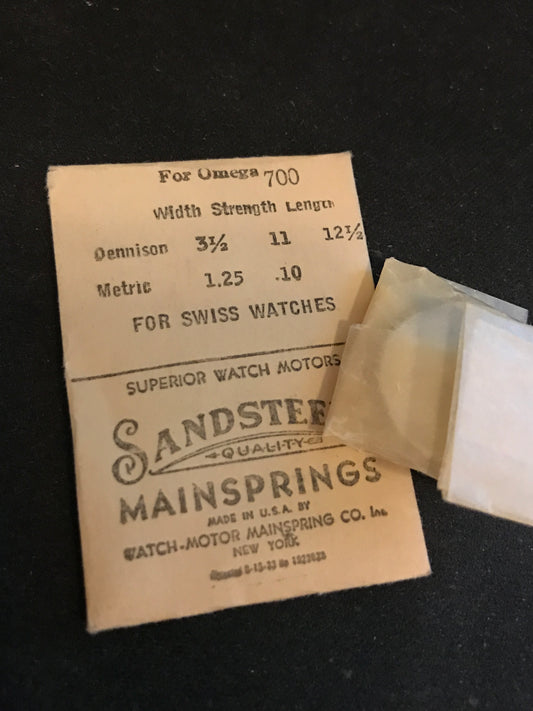 For Omega 700
Width Strength Length
Dennison 3½ 11 12½
Metric 1.25 .10
FOR SWISS WATCHES
SUPERIOR WATCH MOTORS
SANDSTEE
QUALITY
MAINSPRINGS
MADE IN U.S.A. BY
WATCH-MOTOR MAINSPRING CO. Inc.
NEW YORK